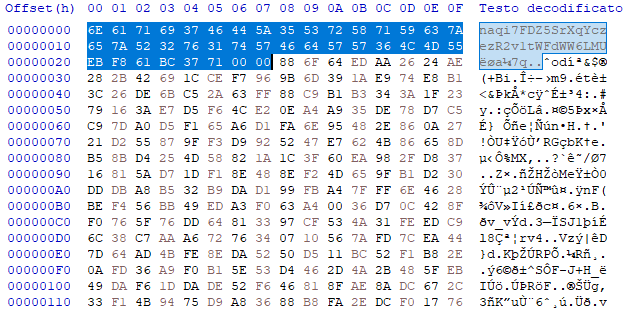 Offset(h) 00 01 02 03 04 05 06 07 08 09 0A 0B 0C 0D 0E 0F Testo decodificato
00000000 6E 61 71 69 37 46 44 5A 35 53 72 58 71 59 63 7A naqi7FDZ5SrXqYcz
00000010 65 7A 52 32 76 31 74 57 46 64 57 57 36 4C 4D 55 ezR2v1tWFdWW6LMU
00000020 EB F8 61 BC 37 71 00 00 88 6F 64 ED AA 26 24 AE ëøa¼7q..ˆodíª&$®
00000030 28 2B 42 69 1C CE F7 96 9B 6D 39 1A E9 74 E8 B1 (+Bi.Î÷–›m9.étè±
00000040 3C 26 DE 6B C5 2A 63 FF 88 C9 B1 B3 34 3A 1F 23 <&ÞkÅ*cÿˆÉ±³4:.#
00000050 79 16 3A E7 D5 F6 4C E2 0E A4 A9 35 DE 78 D7 C5 y.:çÕöLâ.¤©5Þx×Å
00000060 C9 7D A0 D5 F1 65 A6 D1 FA 6E 95 48 2E 86 0A 27 É} Õñe¦Ñún•H.†.'
00000070 21 D2 55 87 9F F3 D9 92 52 47 E7 62 4B 86 65 8D !ÒU‡ŸóÙ’RGçbK†e.
00000080 B5 8B D4 25 4D 58 82 1A 1C 3F 60 EA 98 2F D8 37 µ‹Ô%MX‚..?`ê˜/Ø7
00000090 16 81 5A D7 1D F1 8E 48 8E F2 4D 65 9F B1 D2 30 ..Z×.ñŽHŽòMeŸ±Ò0
000000A0 DD DB A8 B5 32 B9 DA D1 99 FB A4 7F FF 6E 46 28 ÝÛ¨µ2¹ÚÑ™û¤.ÿnF(
000000B0 BE F4 56 BB 49 ED A3 F0 63 A4 00 36 D7 0C 42 8F ¾ôV»Ií£ðc¤.6×.B.
000000C0 F0 76 5F 76 DD 64 81 33 97 CF 53 4A 31 FE ED C9 ðv_vÝd.3—ÏSJ1þíÉ
000000D0 6C 38 C7 AA A6 72 76 34 07 10 56 7A FD 7C EA 44 l8Çª¦rv4..Vzý|êD
000000E0 7D 64 AD 4B FE 8E DA 52 50 D5 11 BC 52 F1 B8 2E }d.KþŽÚRPÕ.¼Rñ¸.
000000F0 0A FD 36 A9 F0 B1 5E 53 D4 46 2D 4A 2B 48 5F EB .ý6©ð±^SÔF-J+H_ë
00000100 49 DA F6 1D DA DE 52 F6 46 81 8F AE 8A DC 67 2C IÚö.ÚÞRöF..®ŠÜg,
00000110 33 F1 4B 94 75 D9 A8 36 88 B8 FA 2E DC F0 17 76 3ñK”uÙ¨6ˆ¸ú.Üð.v